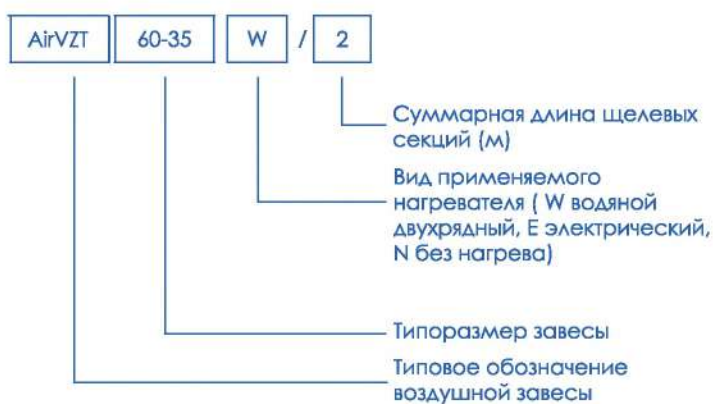 AirVZT 60-35 W / 2
Суммарная длина щелевых
секций (м)
Вид применяемого
нагревателя ( W водяной
двухрядный, E электрический,
N без нагрева)
Типоразмер завесы
Типовое обозначение
воздушной завесы